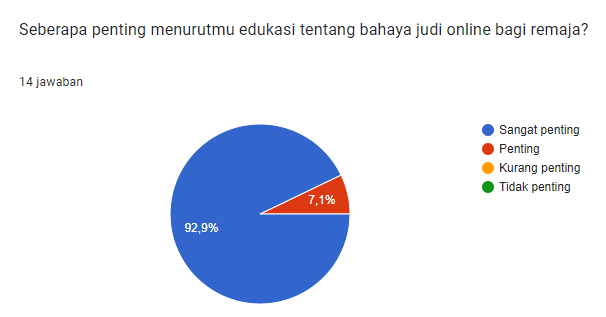 Seberapa penting menurutmu edukasi tentang bahaya judi online bagi remaja?
14 jawaban
Sangat penting
Penting
Kurang penting
Tidak penting
7,1%
92,9%